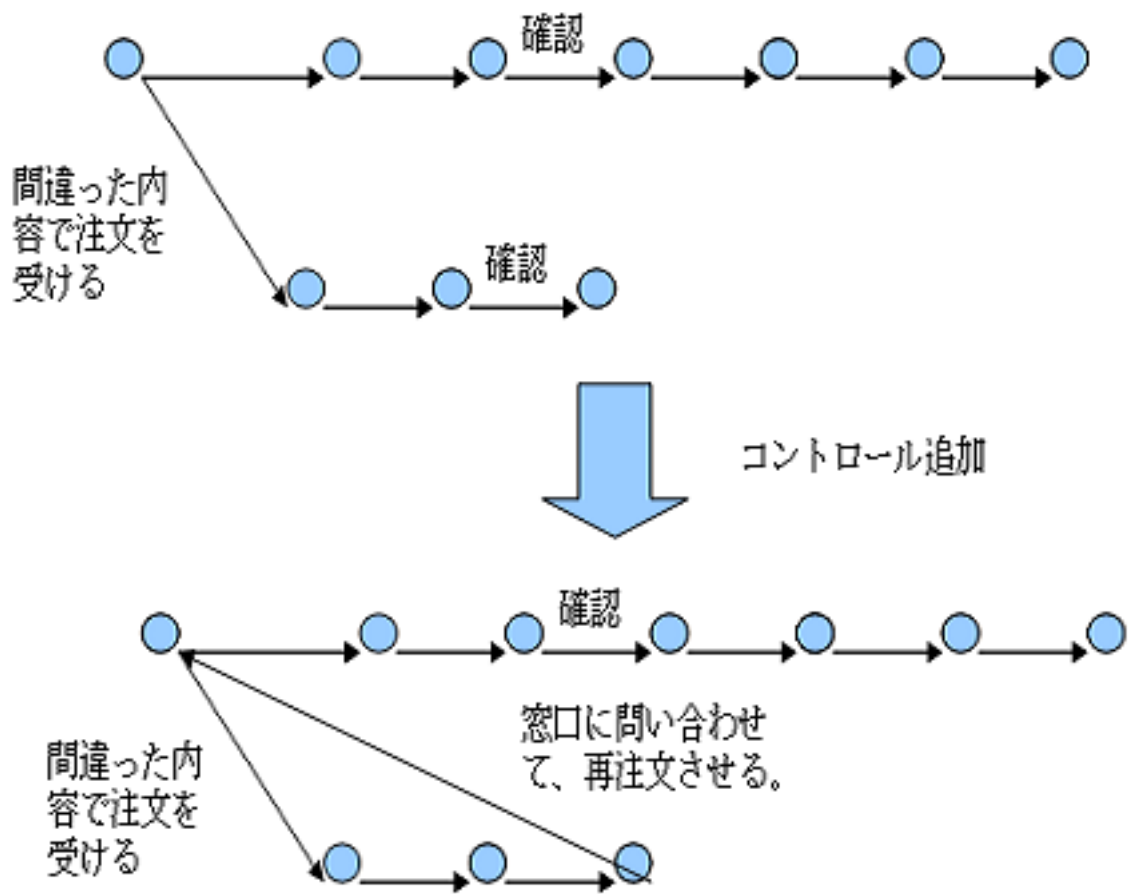 確認
間違った内
容で注文を
受ける
確認
コントロール追加
確認
窓口に問い合わせ
て、再注文させる。
間違った内
容で注文を
受ける